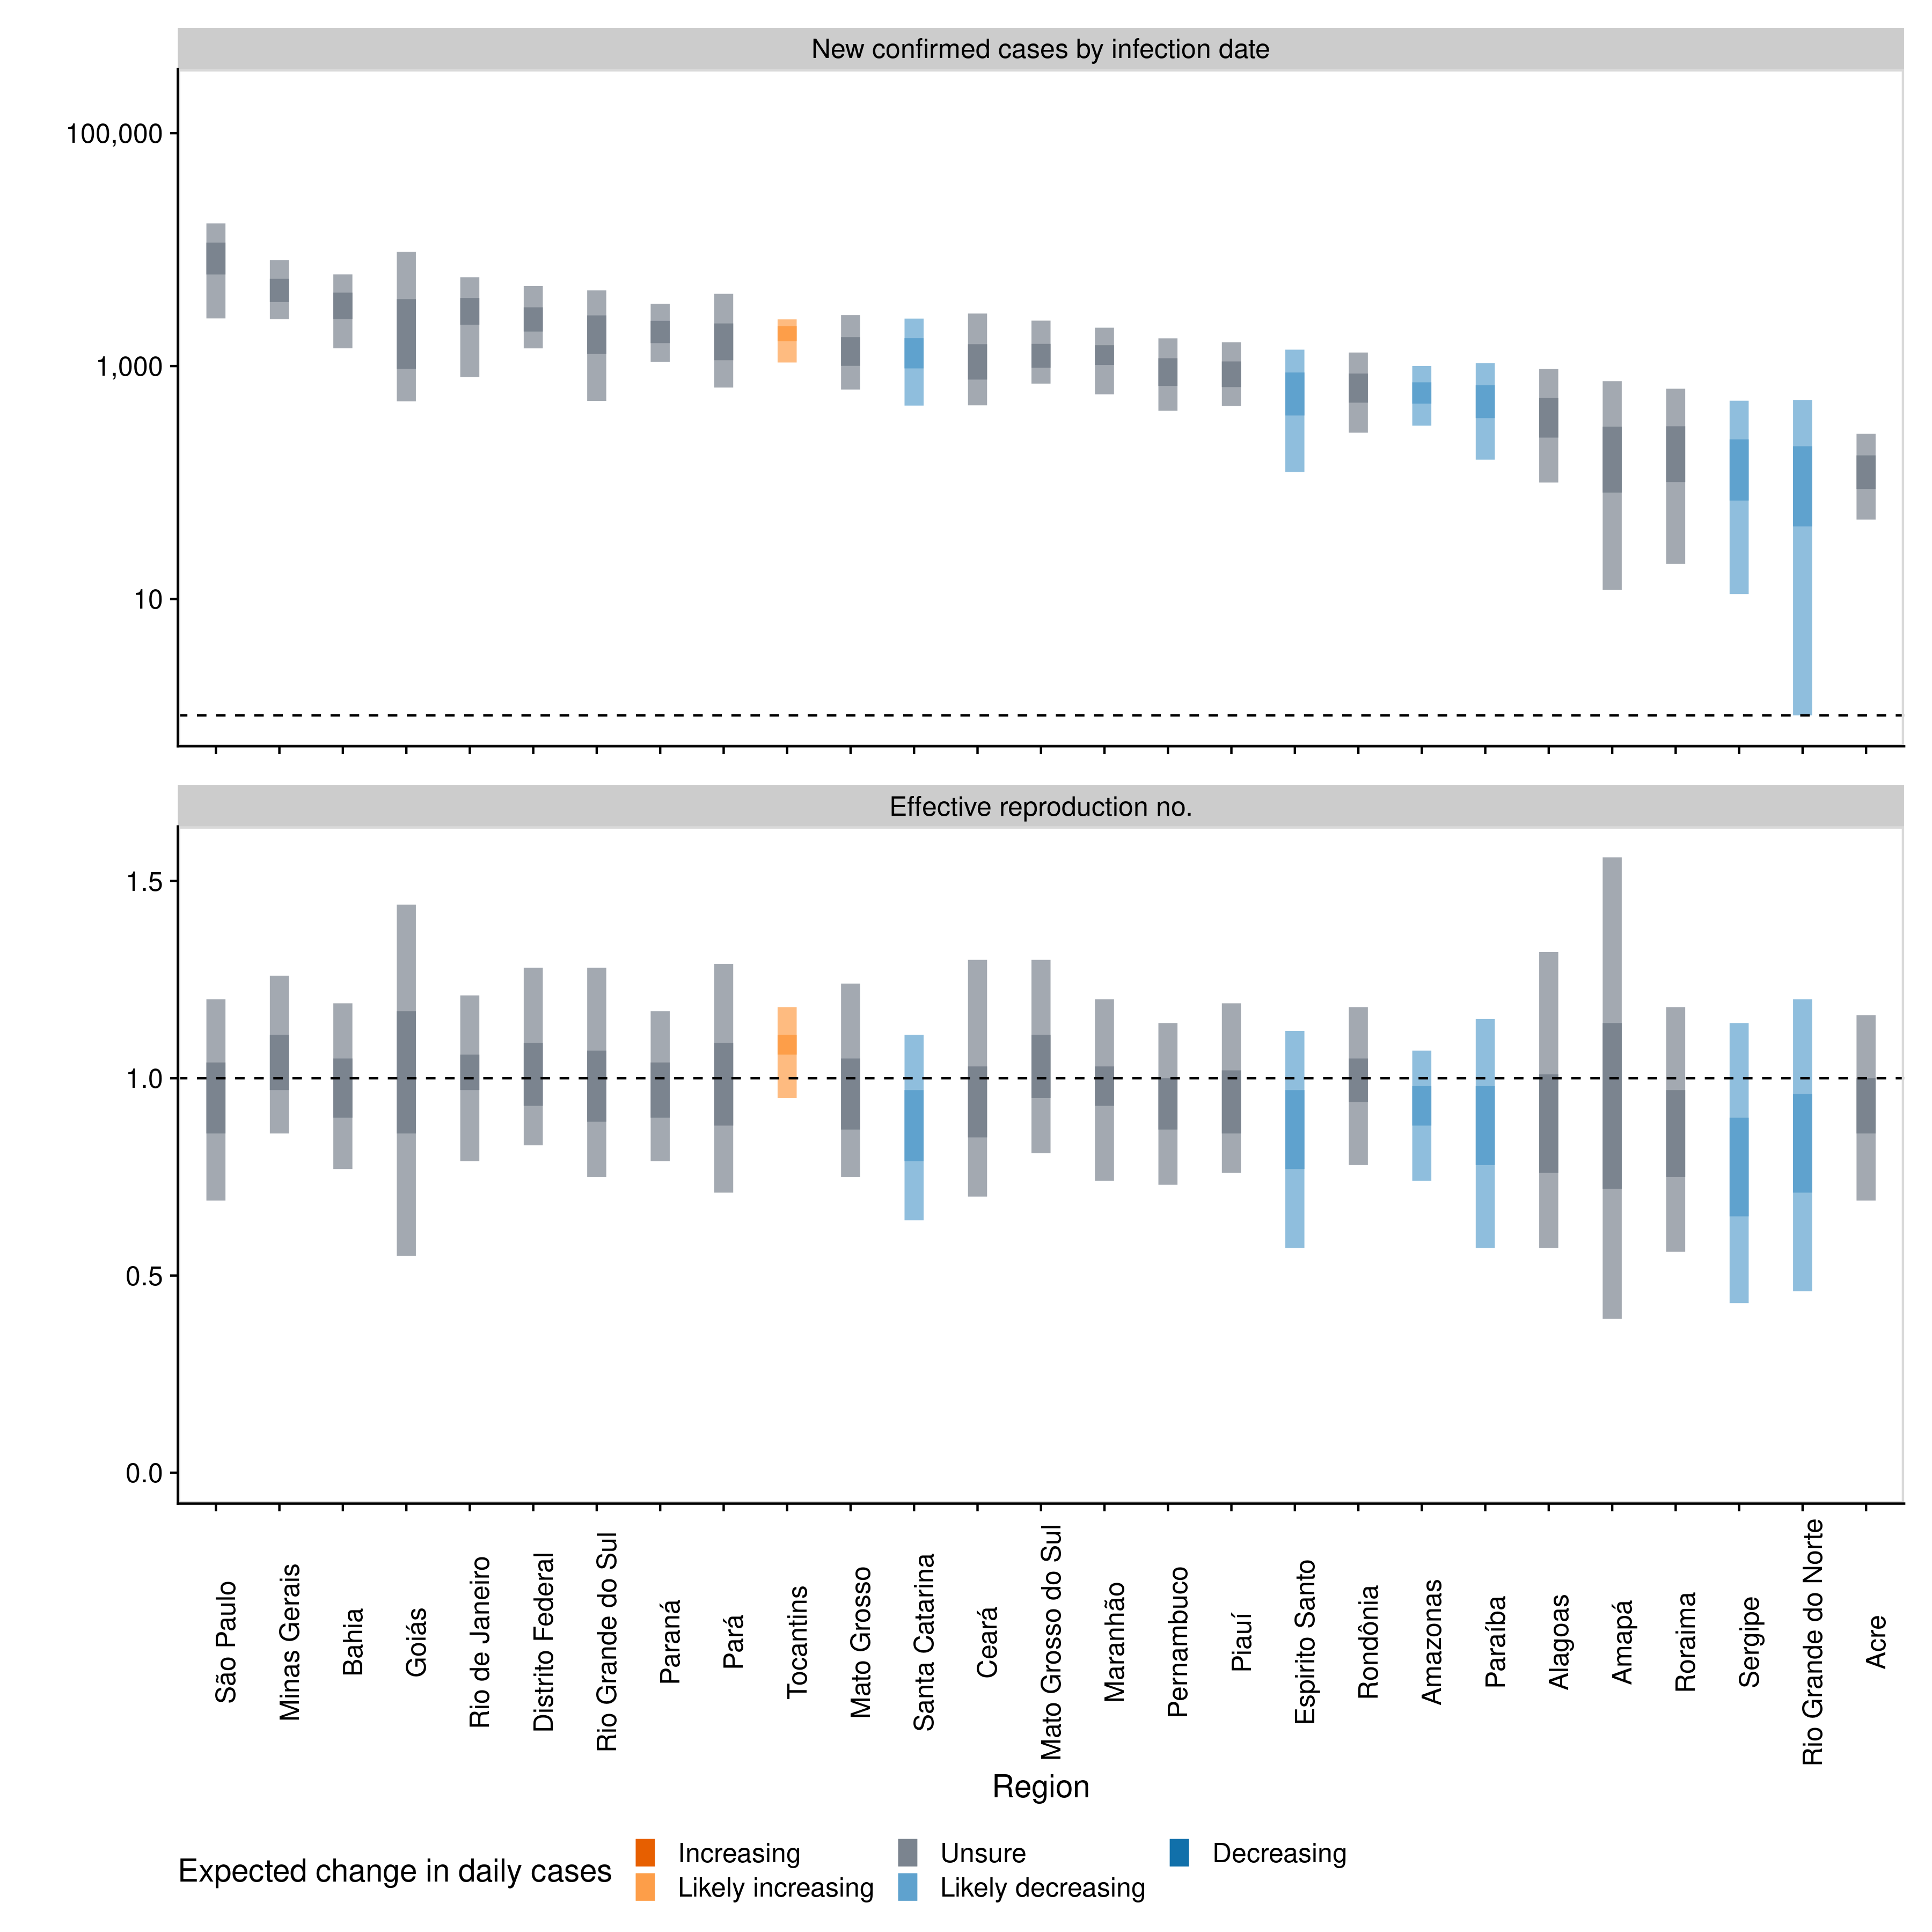 New confirmed cases by infection date
100,000
1,000
10
Effective reproduction no.
1.5
1.0
0.5
0.0
São Paulo
Minas Gerais
Bahia
Goiás
Rio de Janeiro
Distrito Federal
Rio Grande do Sul
Paraná
Pará
Tocantins
Mato Grosso
Santa Catarina
Ceará
Mato Grosso do Sul
Maranhão
Pernambuco
Piauí
Espirito Santo
Rondônia
Amazonas
Paraíba
Alagoas
Amapá
Roraima
Sergipe
Rio Grande do Norte
Acre
Region
Expected change in daily cases
Increasing
Likely increasing
Unsure
Likely decreasing
Decreasing